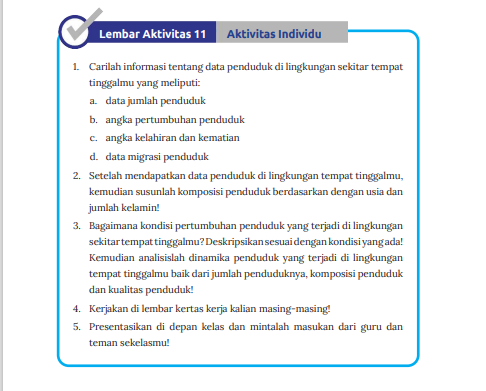 Lembar Aktivitas 11 Aktivitas Individu
1. Carilah informasi tentang data penduduk di lingkungan sekitar tempat
tinggalmu yang meliputi:
a. data jumlah penduduk
b. angka pertumbuhan penduduk
c. angka kelahiran dan kematian
d. data migrasi penduduk
2. Setelah mendapatkan data penduduk di lingkungan tempat tinggalmu,
kemudian susunlah komposisi penduduk berdasarkan dengan usia dan
jumlah kelamin!
3. Bagaimana kondisi pertumbuhan penduduk yang terjadi di lingkungan
sekitar tempat tinggalmu? Deskripsikan sesuai dengan kondisi yang ada!
Kemudian analisislah dinamika penduduk yang terjadi di lingkungan
tempat tinggalmu baik dari jumlah penduduknya, komposisi penduduk
dan kualitas penduduk!
4. Kerjakan di lembar kertas kerja kalian masing-masing!
5. Presentasikan di depan kelas dan mintalah masukan dari guru dan
teman sekelasmu!